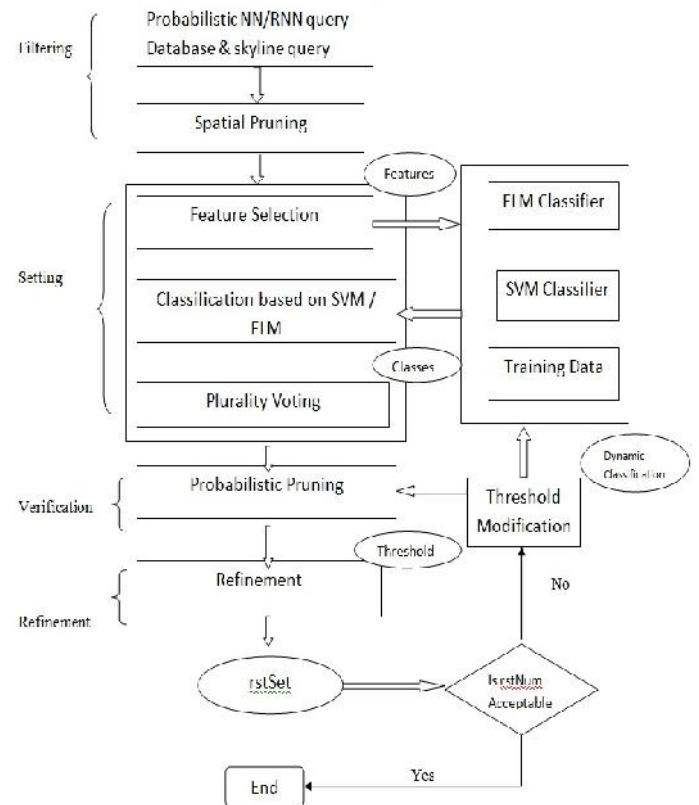 Probabilistic NN/RNN query
Filtering
Database & skyline query
Spatial Pruning
Features
Feature Selection
ELM Classifier
Setting
Classification based on SVM /
ELM
SVM Classifier
Classes
Training Data
Plurality Voting
Dynamic
Classification
Probabilistic Pruning
Verification
Threshold
Modification
Threshold
Refinement
No
Refinement
rstSet
Is rstNum
Acceptable
Yes
End